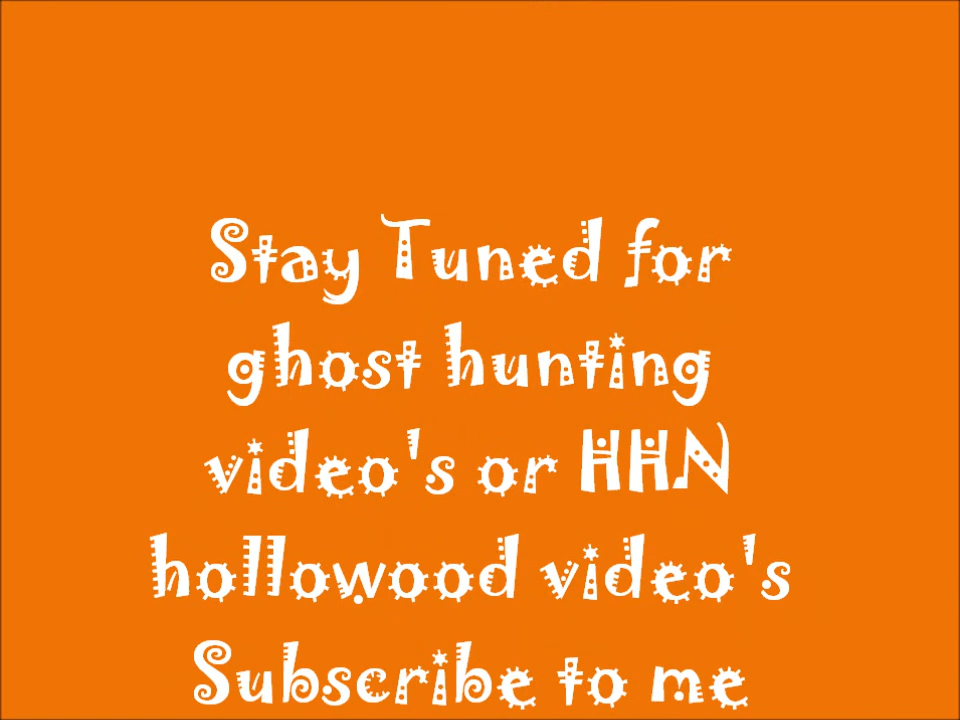 Stay Tuned for
ghost hunting
video's or HHN
hollowood video's
Subscribe to me